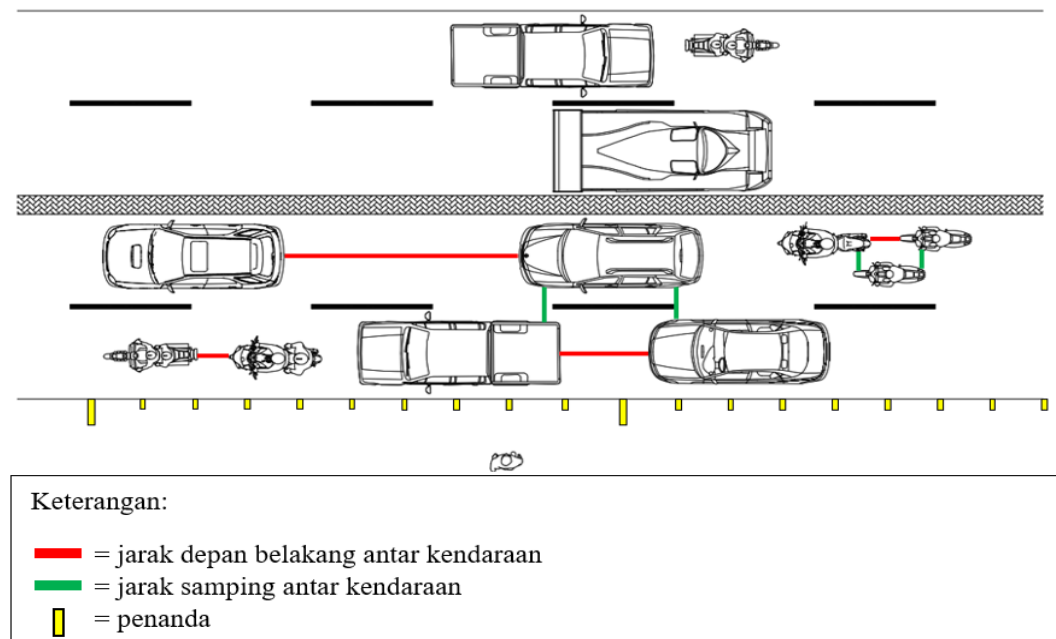 Keterangan:
= jarak depan belakang antar kendaraan
= jarak samping antar kendaraan
= penanda